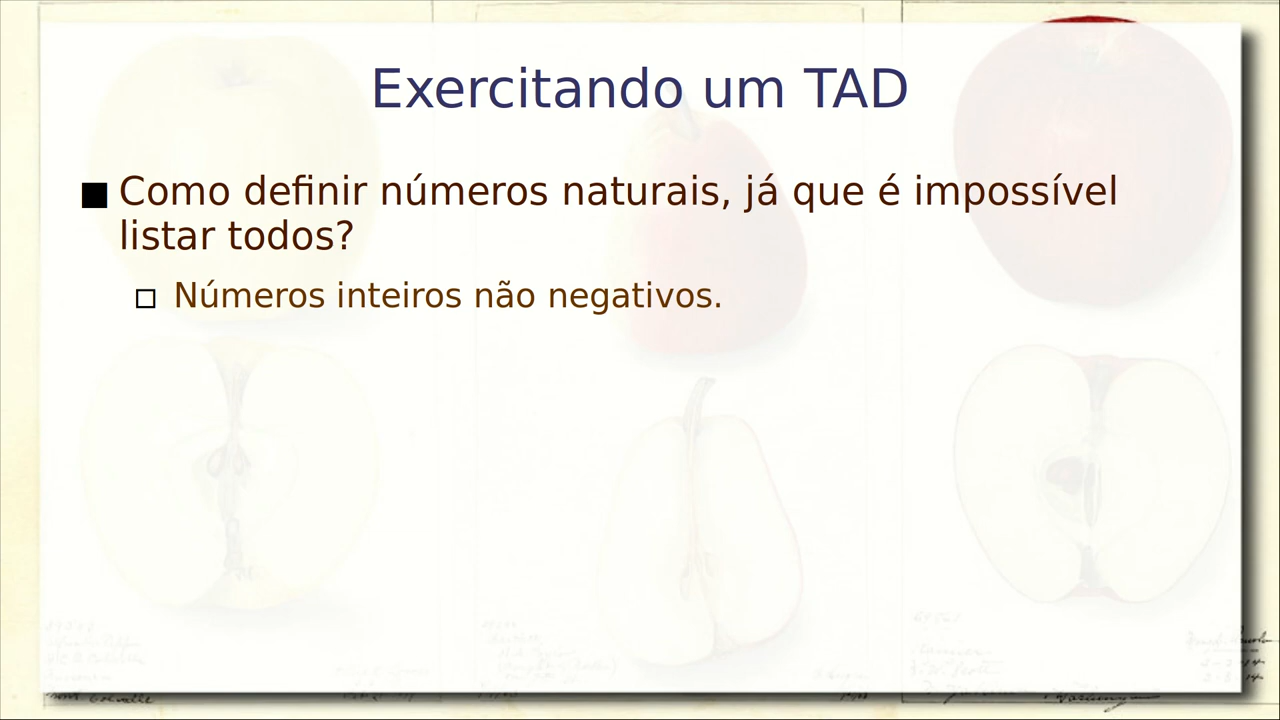 Exercitando um TAD
Como definir números naturais, já que é impossível
listar todos?
Números inteiros não negativos.